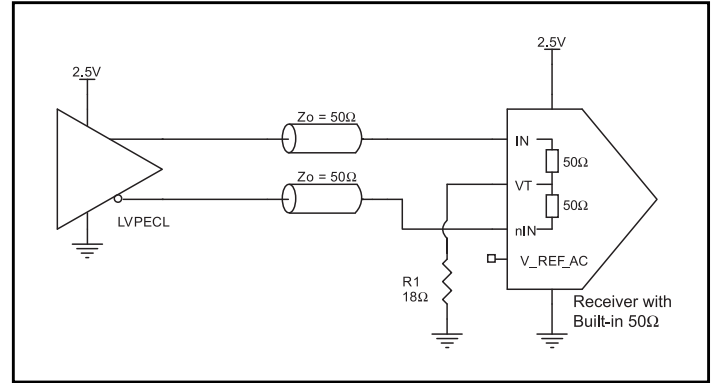 2.5V
2.5V
Zo = 50Ω
IN
50Ω
Zo = 50Ω
VT
50Ω
LVPECL
nIN
V_REF_AC
R1
18Ω
Receiver with
Built-in 50Ω